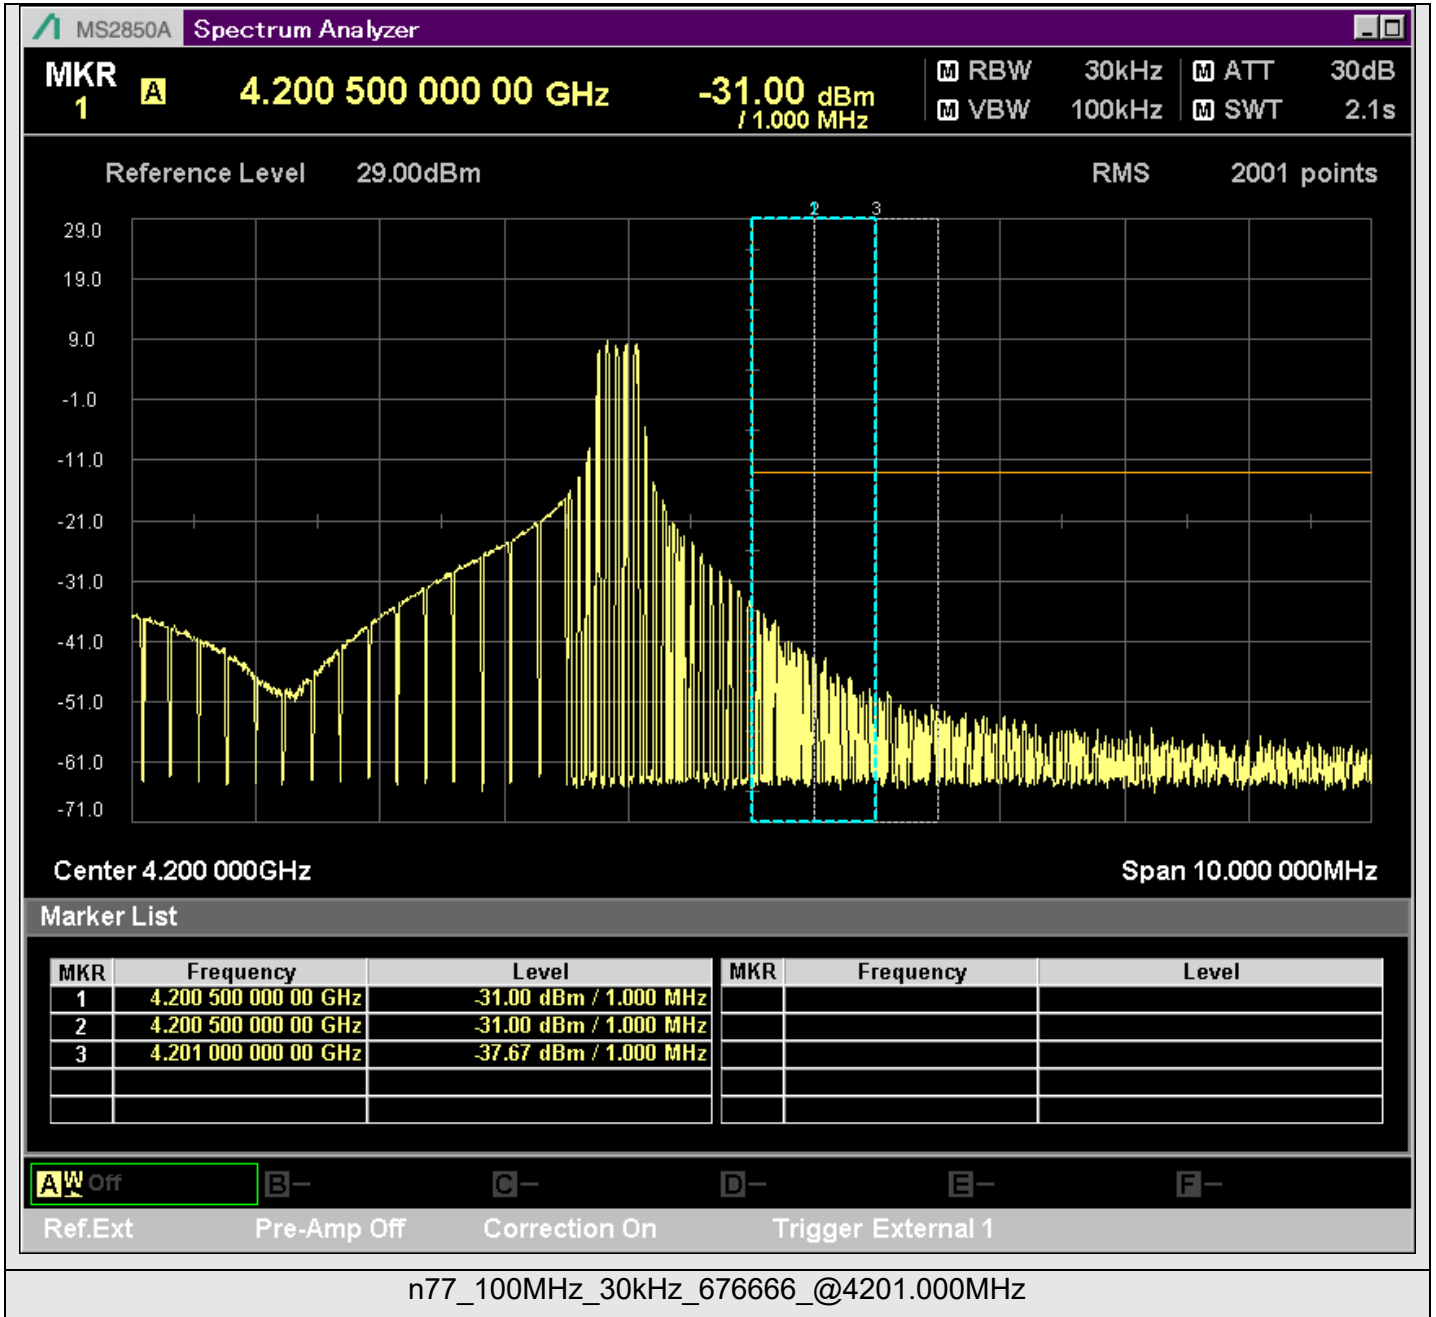 MS2850A Spectrum Analyzer
MKR 1 A 4.200 500 000 00 GHz -31.00 dBm / 1.000 MHz
M RBW 30kHz M ATT 30dB
M VBW 100kHz M SWT 2.1s
Reference Level 29.00dBm RMS 2001 points
2 3
29.0
19.0
9.0
-1.0
-11.0
-21.0
-31.0
-41.0
-51.0
-61.0
-71.0
Center 4.200 000GHz Span 10.000 000MHz
Marker List
MKR Frequency Level MKR Frequency Level
1 4.200 500 000 00 GHz -31.00 dBm / 1.000 MHz
2 4.200 500 000 00 GHz -31.00 dBm / 1.000 MHz
3 4.201 000 000 00 GHz -37.67 dBm / 1.000 MHz
A W Off B - C - D - E - F -
Ref.Ext Pre-Amp Off Correction On Trigger External 1
n77_100MHz_30kHz_676666_@4201.000MHz